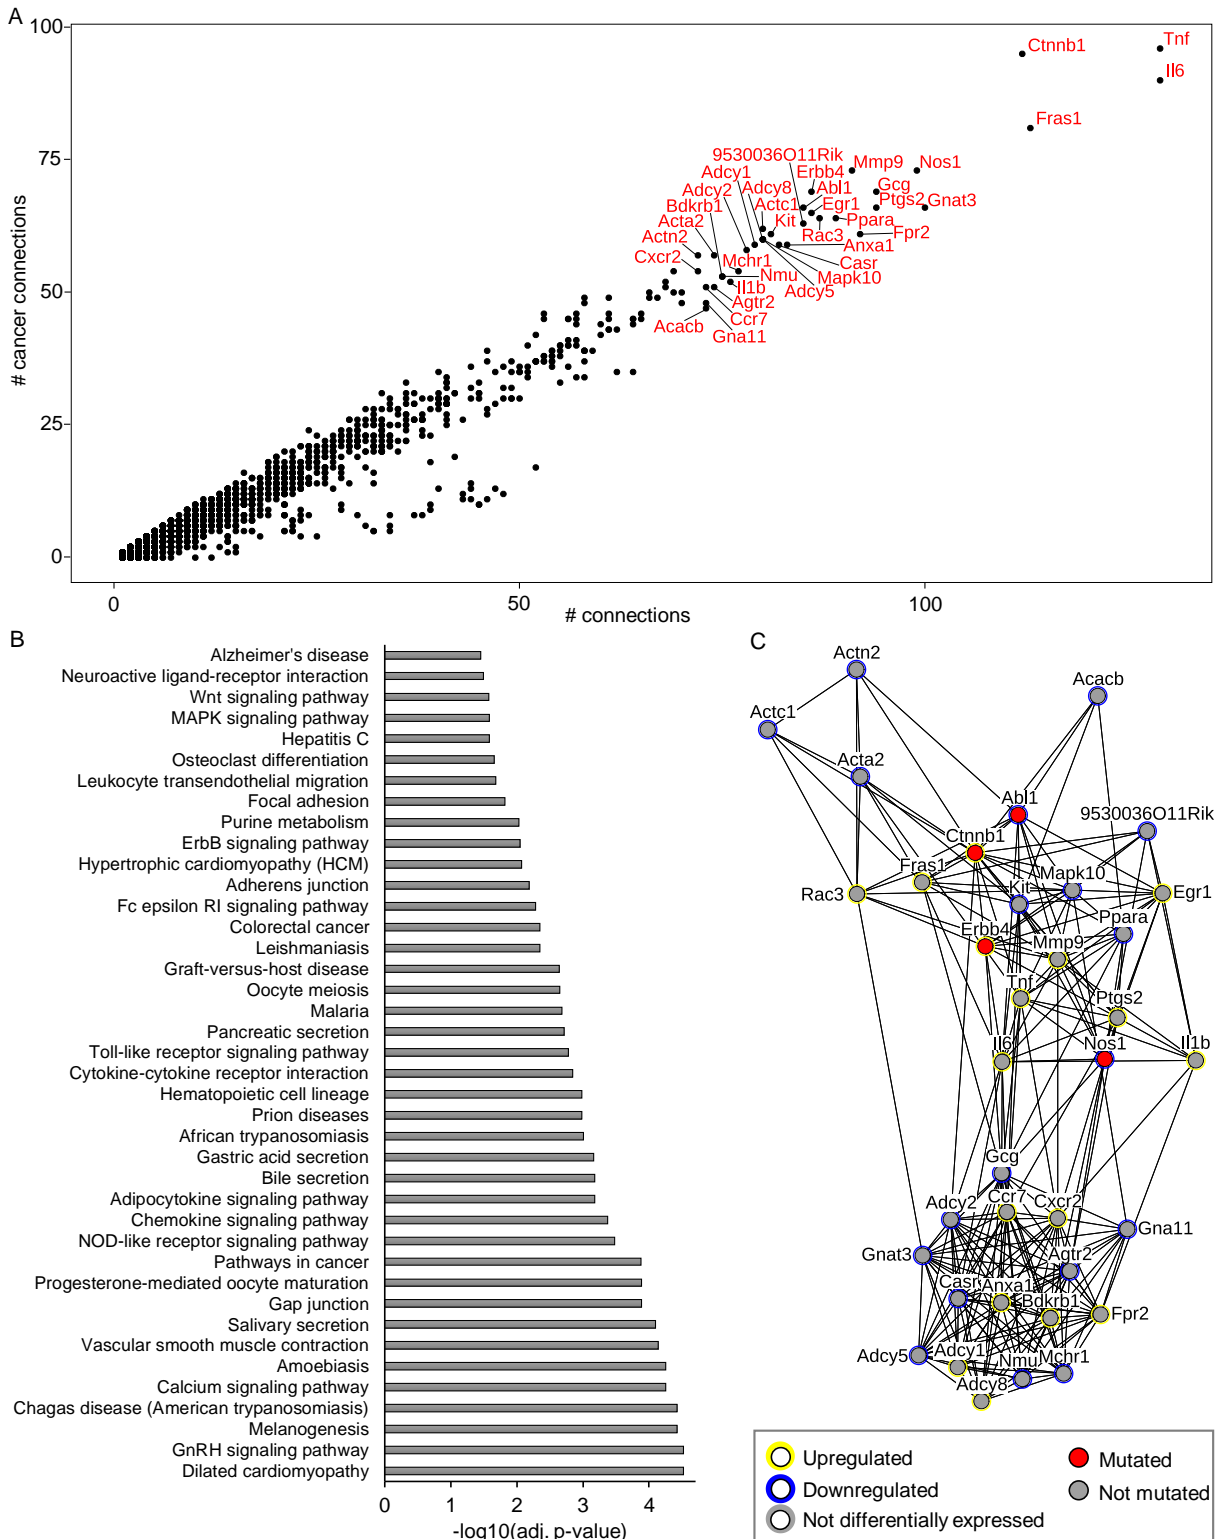 A
100
75
50
25
0
# cancer connections
0
50
100
# connections
Tnf
Ctnnb1
Il6
Fras1
9530036O11Rik
Mmp9
Nos1
Adcy1
Erbb4
Adcy2
Adcy8
Abl1
Gcg
Bdkrb1
Actc1
Egr1
Ptgs2
Gnat3
Acta2
Kit
Ppara
Actn2
Rac3
Fpr2
Cxcr2
Mchr1
Anxa1
Nmu
Casr
Il1b
Mapk10
Agtr2
Adcy5
Acacb
Ccr7
Gna11
B
Alzheimer's disease
Neuroactive ligand-receptor interaction
Wnt signaling pathway
MAPK signaling pathway
Hepatitis C
Osteoclast differentiation
Leukocyte transendothelial migration
Focal adhesion
Purine metabolism
ErbB signaling pathway
Hypertrophic cardiomyopathy (HCM)
Adherens junction
Fc epsilon RI signaling pathway
Colorectal cancer
Leishmaniasis
Graft-versus-host disease
Oocyte meiosis
Malaria
Pancreatic secretion
Toll-like receptor signaling pathway
Cytokine-cytokine receptor interaction
Hematopoietic cell lineage
Prion diseases
African trypanosomiasis
Gastric acid secretion
Bile secretion
Adipocytokine signaling pathway
Chemokine signaling pathway
NOD-like receptor signaling pathway
Pathways in cancer
Progesterone-mediated oocyte maturation
Gap junction
Salivary secretion
Vascular smooth muscle contraction
Amoebiasis
Calcium signaling pathway
Chagas disease (American trypanosomiasis)
Melanogenesis
GnRH signaling pathway
Dilated cardiomyopathy
0 1 2 3 4
-log10(adj. p-value)
C
Actn2
Acacb
Actc1
Acta2
Abl1
9530036O11Rik
Ctnnb1
Fras1
Mapk10
Rac3
Kit
Egr1
Ppara
Erbb4
Mmp9
Tnf
Ptgs2
Il6
Nos1
Il1b
Gcg
Ccr7
Cxcr2
Adcy2
Gna11
Gnat3
Agtr2
Casr
Anxa1
Bdkrb1
Fpr2
Adcy5
Adcy1
Nmu
Mchr1
Adcy8
Upregulated
Mutated
Downregulated
Not mutated
Not differentially expressed